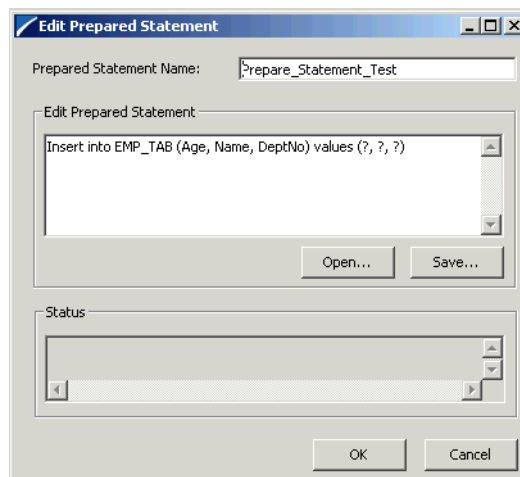 Edit Prepared Statement
Prepared Statement Name: Prepare_Statement_Test
Edit Prepared Statement
Insert into EMP_TAB (Age, Name, DeptNo) values (?, ?, ?)
Open... Save...
Status
OK Cancel